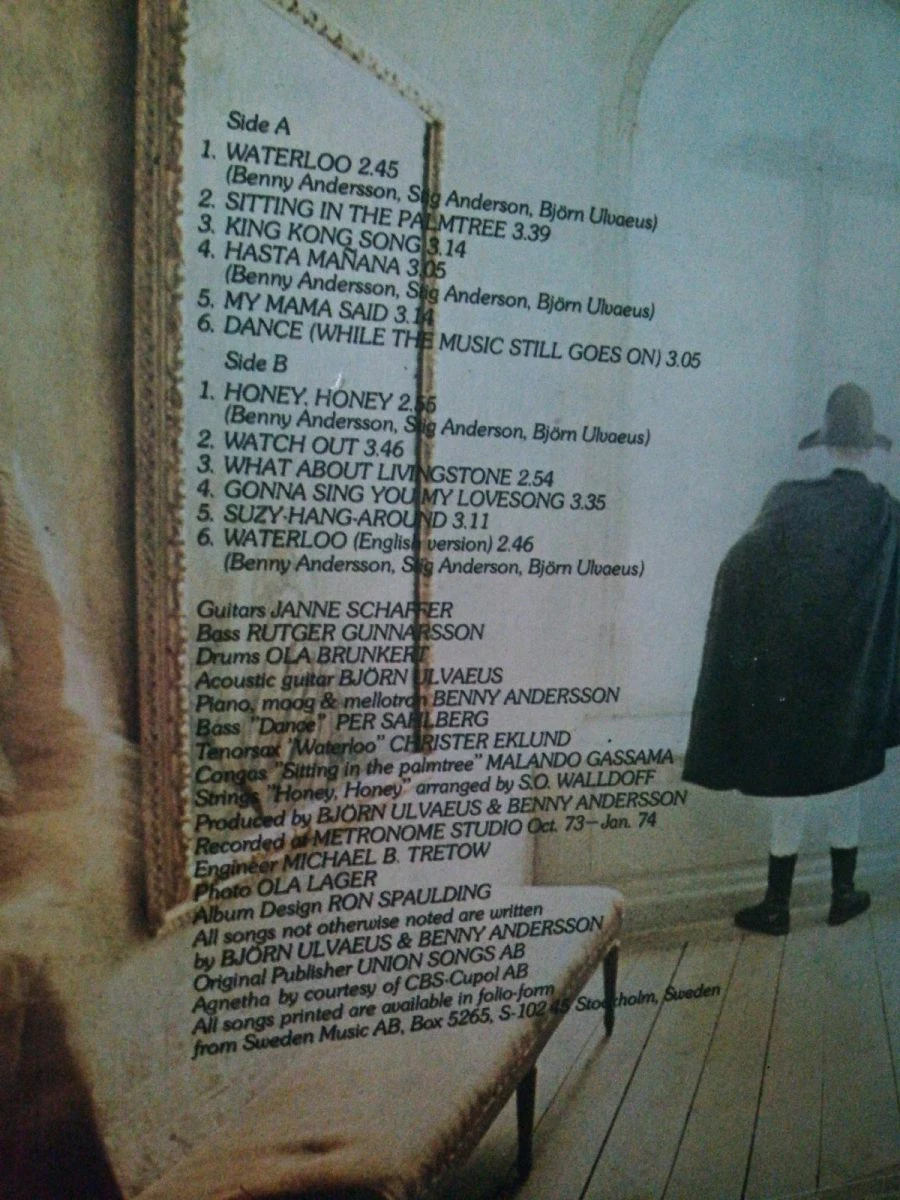 Side A
1. WATERLOO 2.45
(Benny Andersson, Stig Anderson, Björn Ulvaeus)
2. SITTING IN THE PALMTREE 3.39
3. KING KONG SONG 3.14
4. HASTA MAÑANA 3.05
(Benny Andersson, Stig Anderson, Björn Ulvaeus)
5. MY MAMA SAID 3.14
6. DANCE (WHILE THE MUSIC STILL GOES ON) 3.05
Side B
1. HONEY, HONEY 2.55
(Benny Andersson, Stig Anderson, Björn Ulvaeus)
2. WATCH OUT 3.46
3. WHAT ABOUT LIVINGSTONE 2.54
4. GONNA SING YOU MY LOVESONG 3.35
5. SUZY-HANG-AROUND 3.11
6. WATERLOO (English version) 2.46
(Benny Andersson, Stig Anderson, Björn Ulvaeus)
Guitars JANNE SCHAFFER
Bass RUTGER GUNNARSSON
Drums OLA BRUNKERT
Acoustic guitar BJÖRN ULVAEUS
Piano, moog & mellotron BENNY ANDERSSON
Bass "Dance" PER SAHLBERG
Tenorsax "Waterloo" CHRISTER EKLUND
Congas "Sitting in the palmtree" MALANDO GASSAMA
Strings "Honey, Honey" arranged by S.O. WALLDOFF
Produced by BJÖRN ULVAEUS & BENNY ANDERSSON
Recorded at METRONOME STUDIO Oct. 73–Jan. 74
Engineer MICHAEL B. TRETOW
Photo OLA LAGER
Album Design RON SPAULDING
All songs not otherwise noted are written
by BJÖRN ULVAEUS & BENNY ANDERSSON
Original Publisher UNION SONGS AB
Agnetha by courtesy of CBS-Cupol AB
All songs printed are available in folio-form
from Sweden Music AB, Box 5265, S-102 45 Stockholm, Sweden